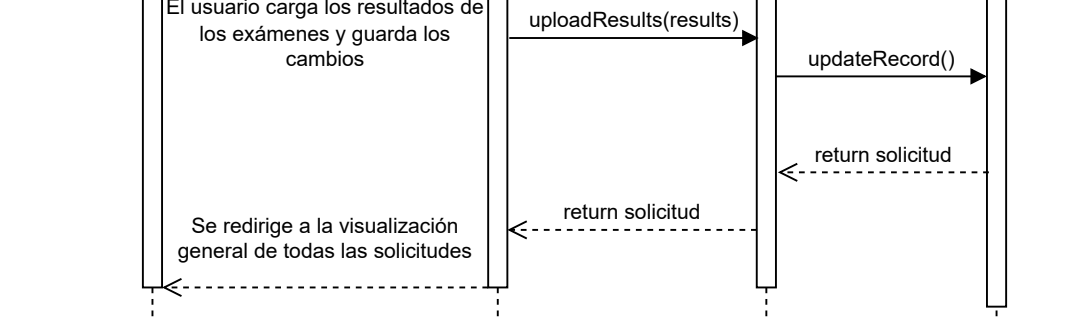 El usuario carga los resultados de
los exámenes y guarda los
cambios
uploadResults(results)
updateRecord()
return solicitud
return solicitud
Se redirige a la visualización
general de todas las solicitudes